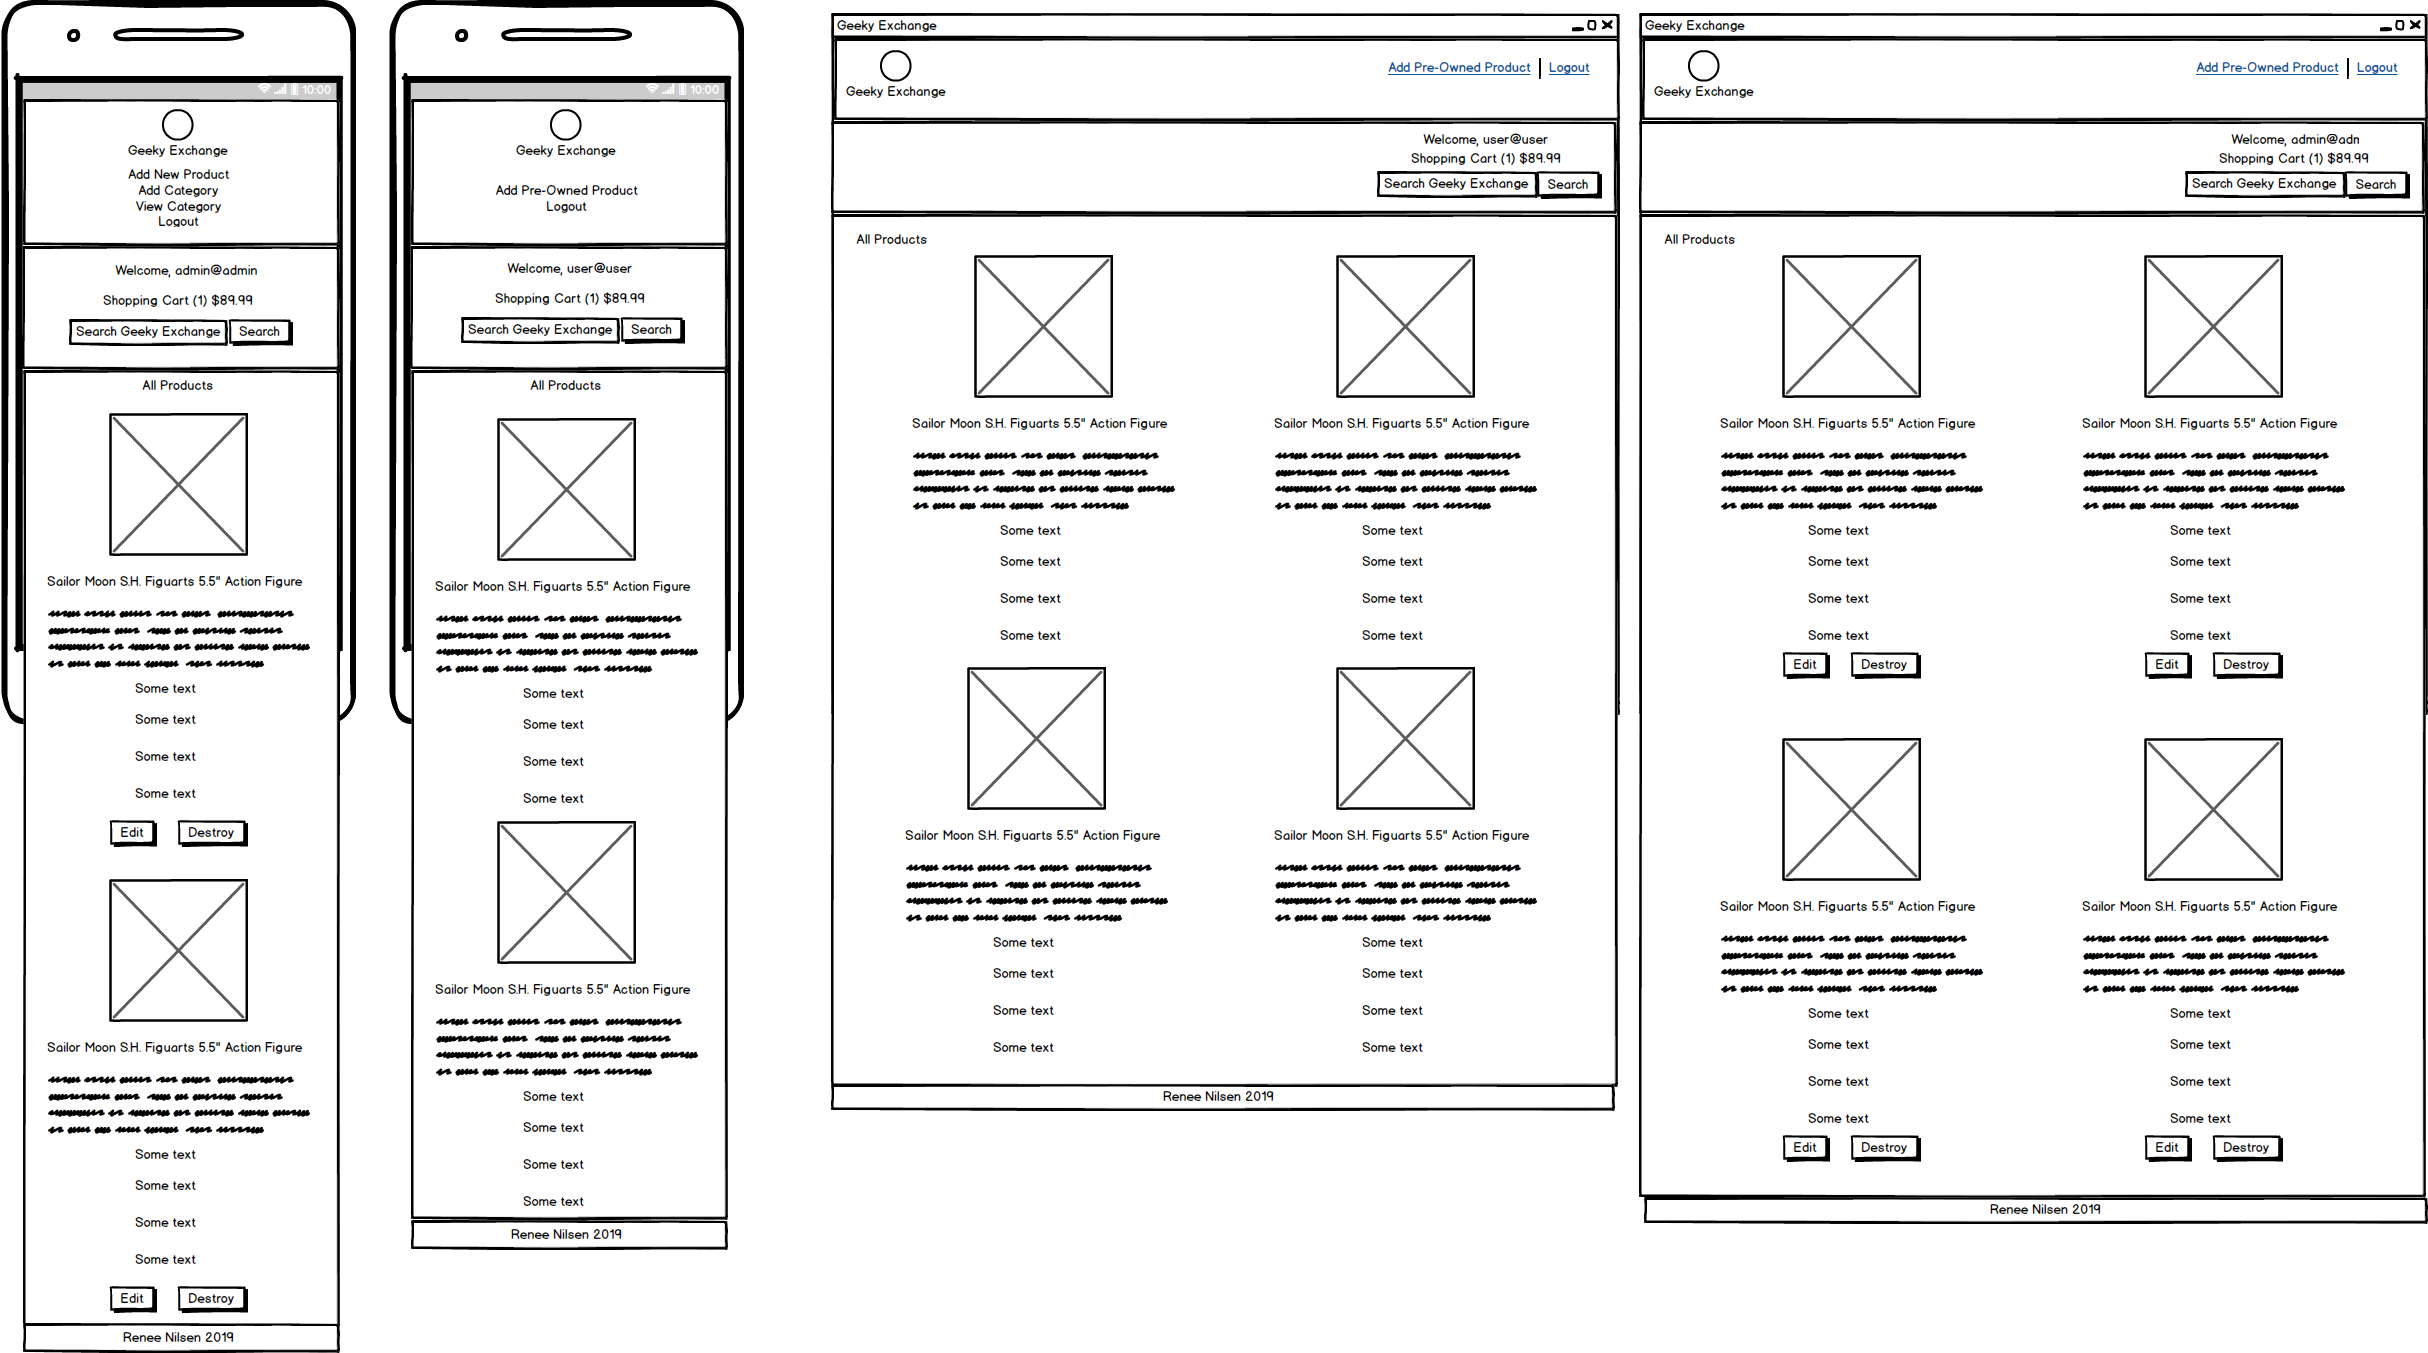 10:00
Geeky Exchange
Add New Product
Add Category
View Category
Logout
Welcome, admin@admin
Shopping Cart (1) $89.99
Search Geeky Exchange Search
All Products
Sailor Moon S.H. Figuarts 5.5" Action Figure
Some text
Some text
Some text
Some text
Edit Destroy
Sailor Moon S.H. Figuarts 5.5" Action Figure
Some text
Some text
Some text
Some text
Edit Destroy
Renee Nilsen 2019
10:00
Geeky Exchange
Add Pre-Owned Product
Logout
Welcome, user@user
Shopping Cart (1) $89.99
Search Geeky Exchange Search
All Products
Sailor Moon S.H. Figuarts 5.5" Action Figure
Some text
Some text
Some text
Some text
Sailor Moon S.H. Figuarts 5.5" Action Figure
Some text
Some text
Some text
Some text
Renee Nilsen 2019
Geeky Exchange
Add Pre-Owned Product Logout
Geeky Exchange
Welcome, user@user
Shopping Cart (1) $89.99
Search Geeky Exchange Search
All Products
Sailor Moon S.H. Figuarts 5.5" Action Figure Sailor Moon S.H. Figuarts 5.5" Action Figure
Some text Some text
Some text Some text
Some text Some text
Some text Some text
Sailor Moon S.H. Figuarts 5.5" Action Figure Sailor Moon S.H. Figuarts 5.5" Action Figure
Some text Some text
Some text Some text
Some text Some text
Some text Some text
Renee Nilsen 2019
Geeky Exchange
Add Pre-Owned Product Logout
Geeky Exchange
Welcome, admin@adn
Shopping Cart (1) $89.99
Search Geeky Exchange Search
All Products
Sailor Moon S.H. Figuarts 5.5" Action Figure Sailor Moon S.H. Figuarts 5.5" Action Figure
Some text Some text
Some text Some text
Some text Some text
Some text Some text
Edit Destroy Edit Destroy
Sailor Moon S.H. Figuarts 5.5" Action Figure Sailor Moon S.H. Figuarts 5.5" Action Figure
Some text Some text
Some text Some text
Some text Some text
Some text Some text
Edit Destroy Edit Destroy
Renee Nilsen 2019